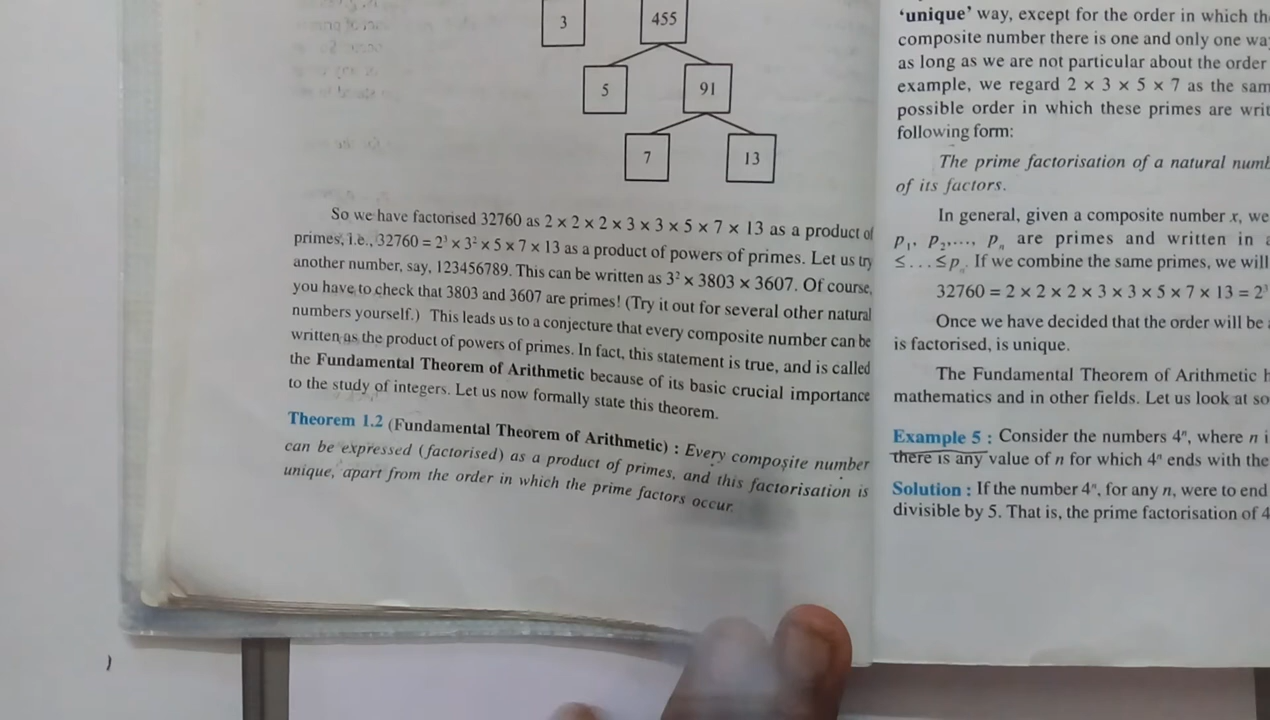 3
455
5
91
7
13
So we have factorised 32760 as 2 × 2 × 2 × 3 × 3 × 5 × 7 × 13 as a product of
primes, i.e., 32760 = 2³ × 3² × 5 × 7 × 13 as a product of powers of primes. Let us try
another number, say, 123456789. This can be written as 3² × 3803 × 3607. Of course,
you have to check that 3803 and 3607 are primes! (Try it out for several other natural
numbers yourself.) This leads us to a conjecture that every composite number can be
written as the product of powers of primes. In fact, this statement is true, and is called
the Fundamental Theorem of Arithmetic because of its basic crucial importance
to the study of integers. Let us now formally state this theorem.
Theorem 1.2 (Fundamental Theorem of Arithmetic) : Every composite number
can be expressed (factorised) as a product of primes, and this factorisation is
unique, apart from the order in which the prime factors occur.
‘unique’ way, except for the order in which
composite number there is one and only one
as long as we are not particular about the order
example, we regard 2 × 3 × 5 × 7 as the
possible order in which these primes are
following form:
The prime factorisation of a natural
of its factors.
In general, given a composite number x, we
p₁, p₂,..., pₙ are primes and written in
≤ . . . ≤ pₙ. If we combine the same primes, we will
32760 = 2 × 2 × 2 × 3 × 3 × 5 × 7 × 13 = 2³
Once we have decided that the order will be
is factorised, is unique.
The Fundamental Theorem of Arithmetic
mathematics and in other fields. Let us look at
Example 5 : Consider the numbers 4ⁿ, where n
there is any value of n for which 4ⁿ ends with the
Solution : If the number 4ⁿ, for any n, were to end
divisible by 5. That is, the prime factorisation of 4